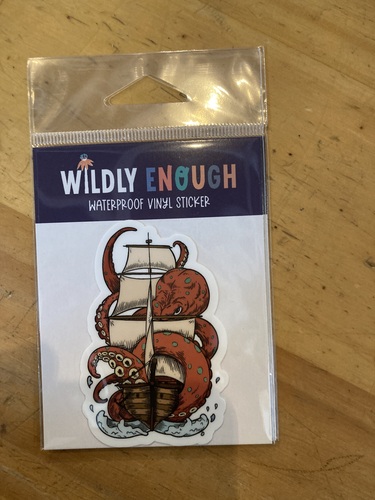 WILDLY ENOUGH
WATERPROOF VINYL STICKER